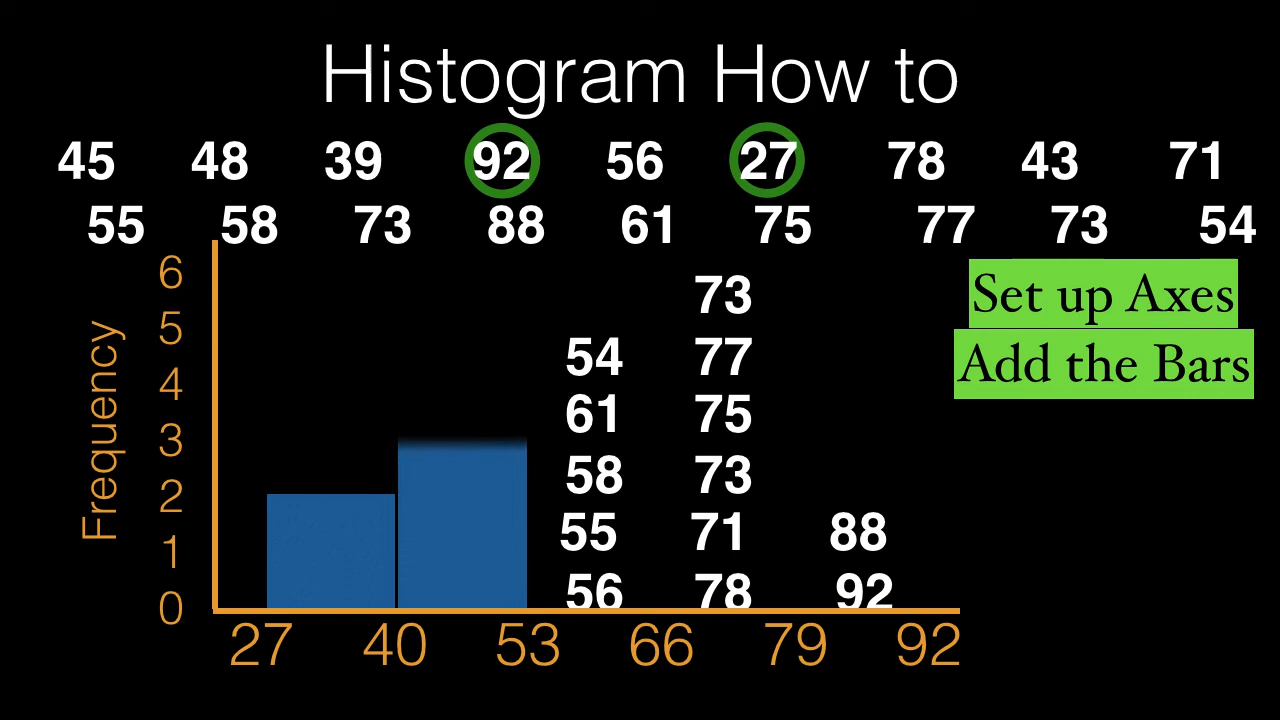 Histogram How to
45 48 39 92 56 27 78 43 71
55 58 73 88 61 75 77 73 54
Set up Axes
Add the Bars
Frequency
6
5
4
3
2
1
0
73
54 77
61 75
58 73
55 71 88
56 78 92
27 40 53 66 79 92